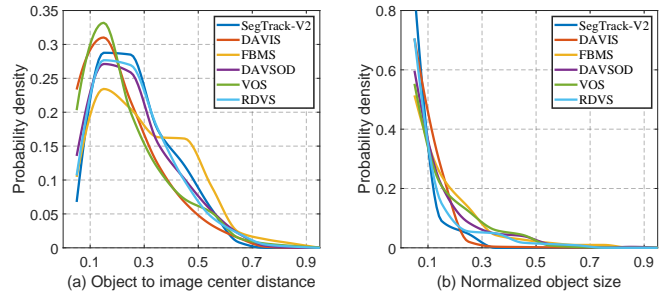 Probability density
0.35
0.3
0.25
0.2
0.15
0.1
0.05
0
SegTrack-V2
DAVIS
FBMS
DAVSOD
VOS
RDVS
0.1 0.3 0.5 0.7 0.9
(a) Object to image center distance
Probability density
0.8
0.6
0.4
0.2
0
SegTrack-V2
DAVIS
FBMS
DAVSOD
VOS
RDVS
0.1 0.3 0.5 0.7 0.9
(b) Normalized object size